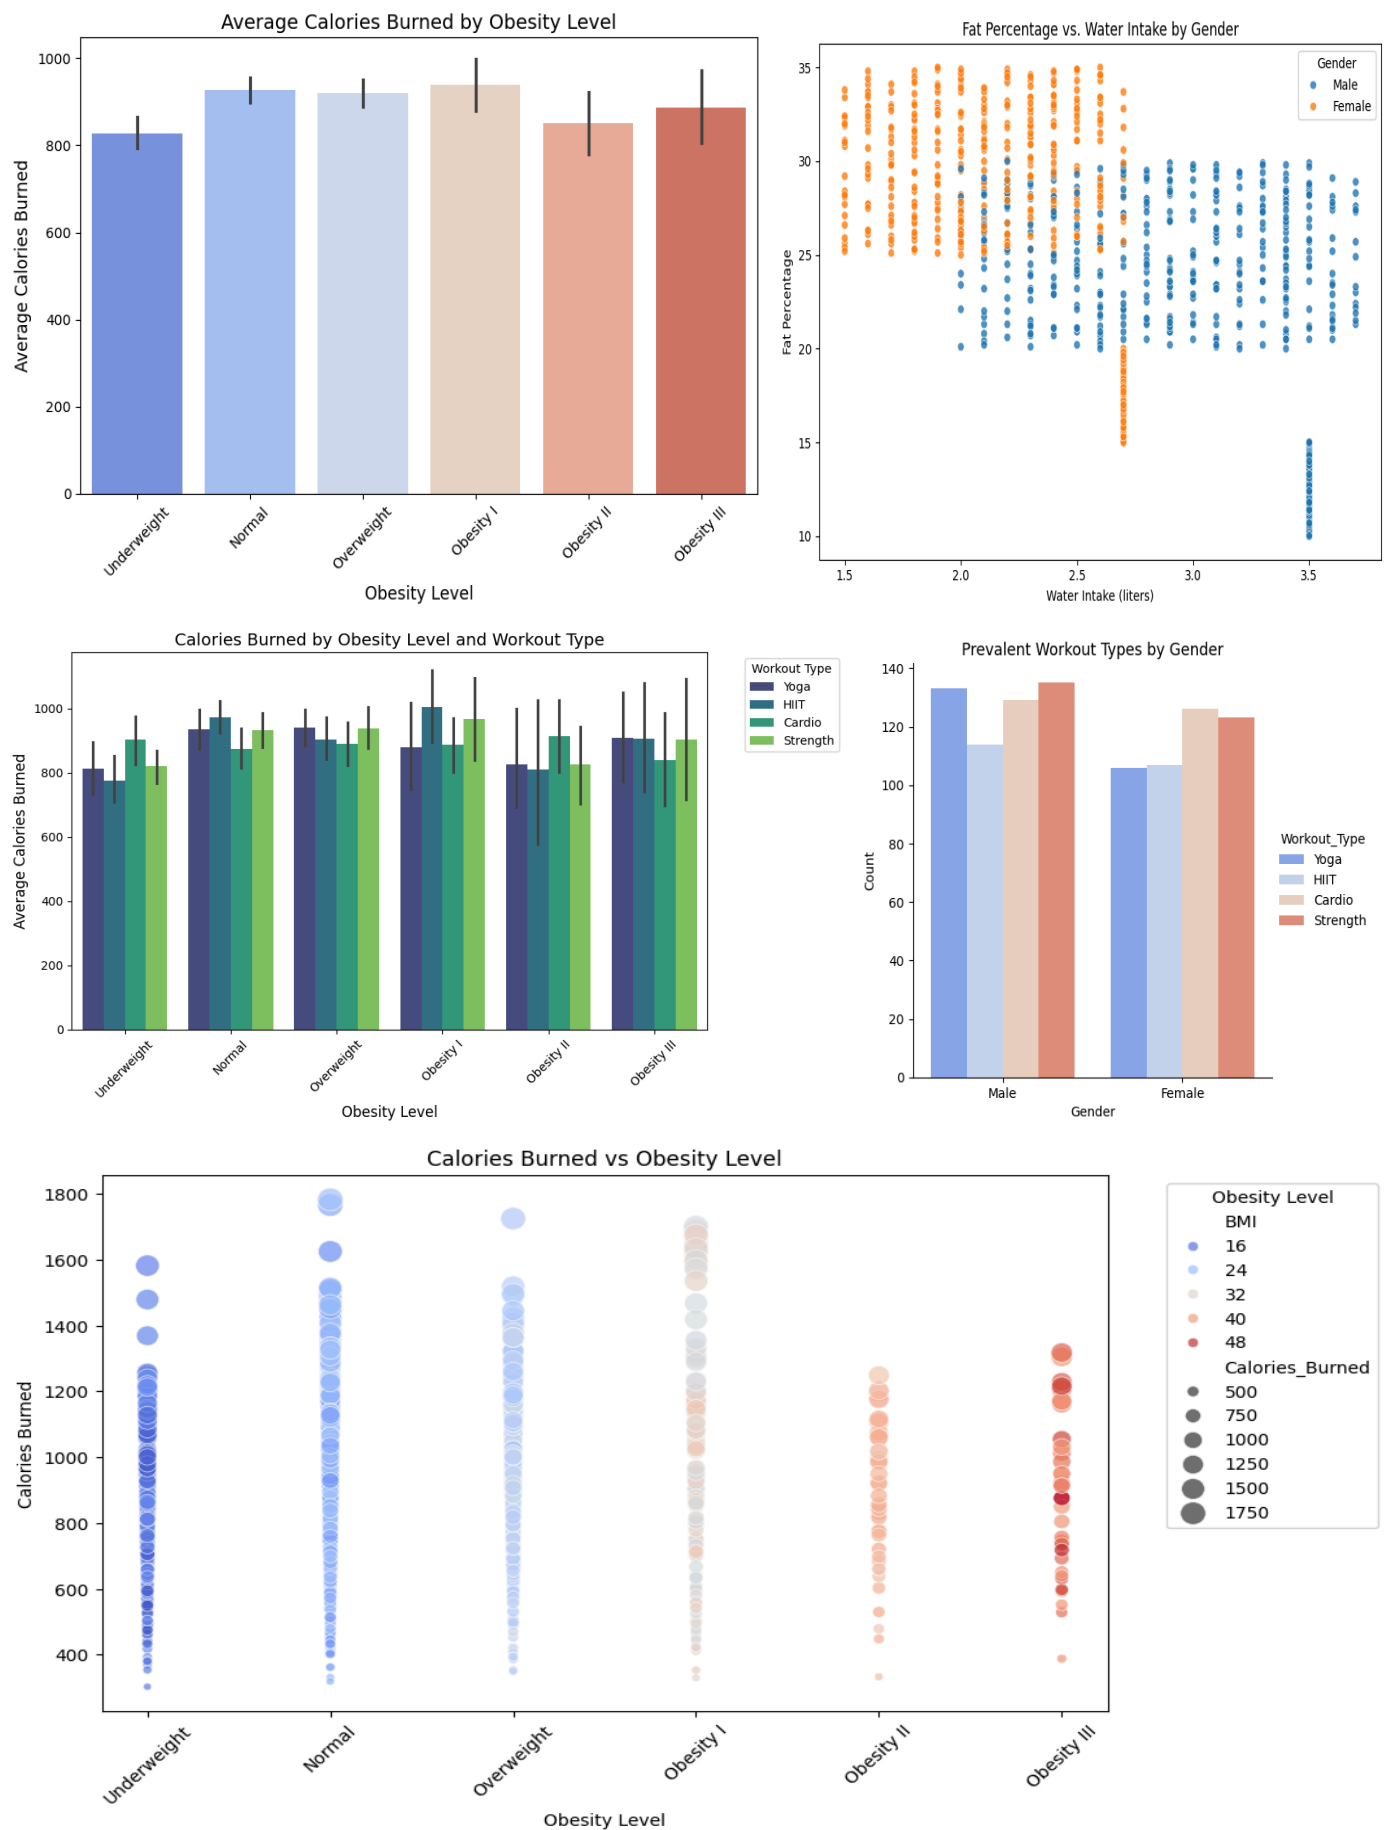 Average Calories Burned by Obesity Level
1000
800
600
400
200
0
Average Calories Burned
Underweight
Normal
Overweight
Obesity I
Obesity II
Obesity III
Obesity Level
Fat Percentage vs. Water Intake by Gender
Gender
Male
Female
35
30
25
20
15
10
Fat Percentage
1.5
2.0
2.5
3.0
3.5
Water Intake (liters)
Calories Burned by Obesity Level and Workout Type
Workout Type
Yoga
HIIT
Cardio
Strength
1000
800
600
400
200
0
Average Calories Burned
Underweight
Normal
Overweight
Obesity I
Obesity II
Obesity III
Obesity Level
Prevalent Workout Types by Gender
140
120
100
80
60
40
20
0
Count
Male
Female
Gender
Workout_Type
Yoga
HIIT
Cardio
Strength
Calories Burned vs Obesity Level
1800
1600
1400
1200
1000
800
600
400
Calories Burned
Underweight
Normal
Overweight
Obesity I
Obesity II
Obesity III
Obesity Level
Obesity Level
BMI
16
24
32
40
48
Calories_Burned
500
750
1000
1250
1500
1750